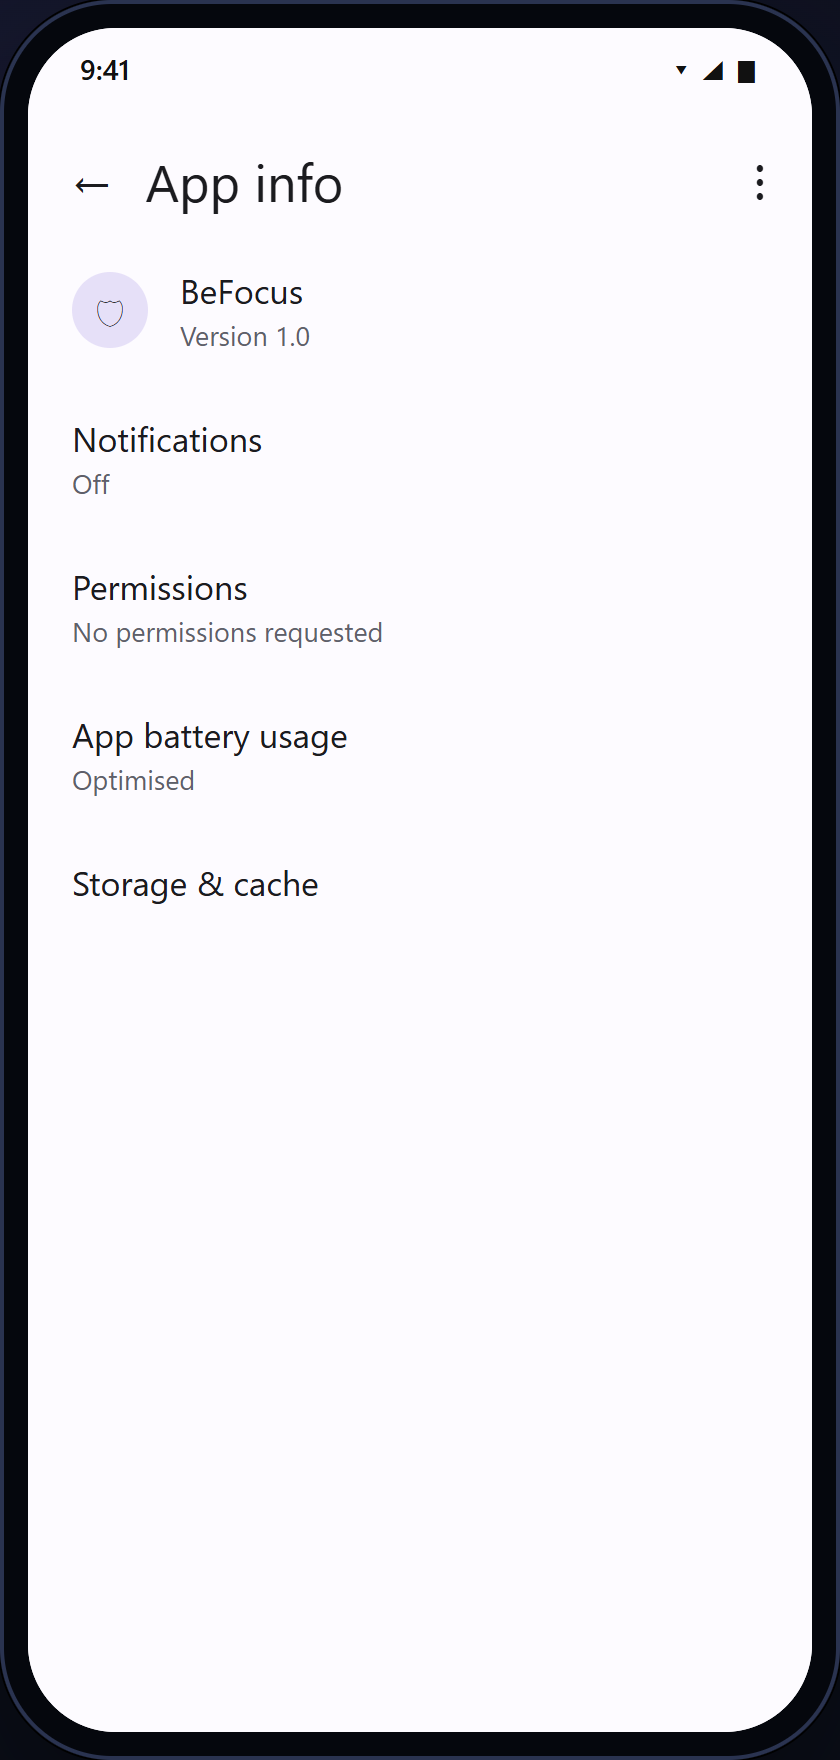 9:41
App info
BeFocus
Version 1.0
Notifications
Off
Permissions
No permissions requested
App battery usage
Optimised
Storage & cache